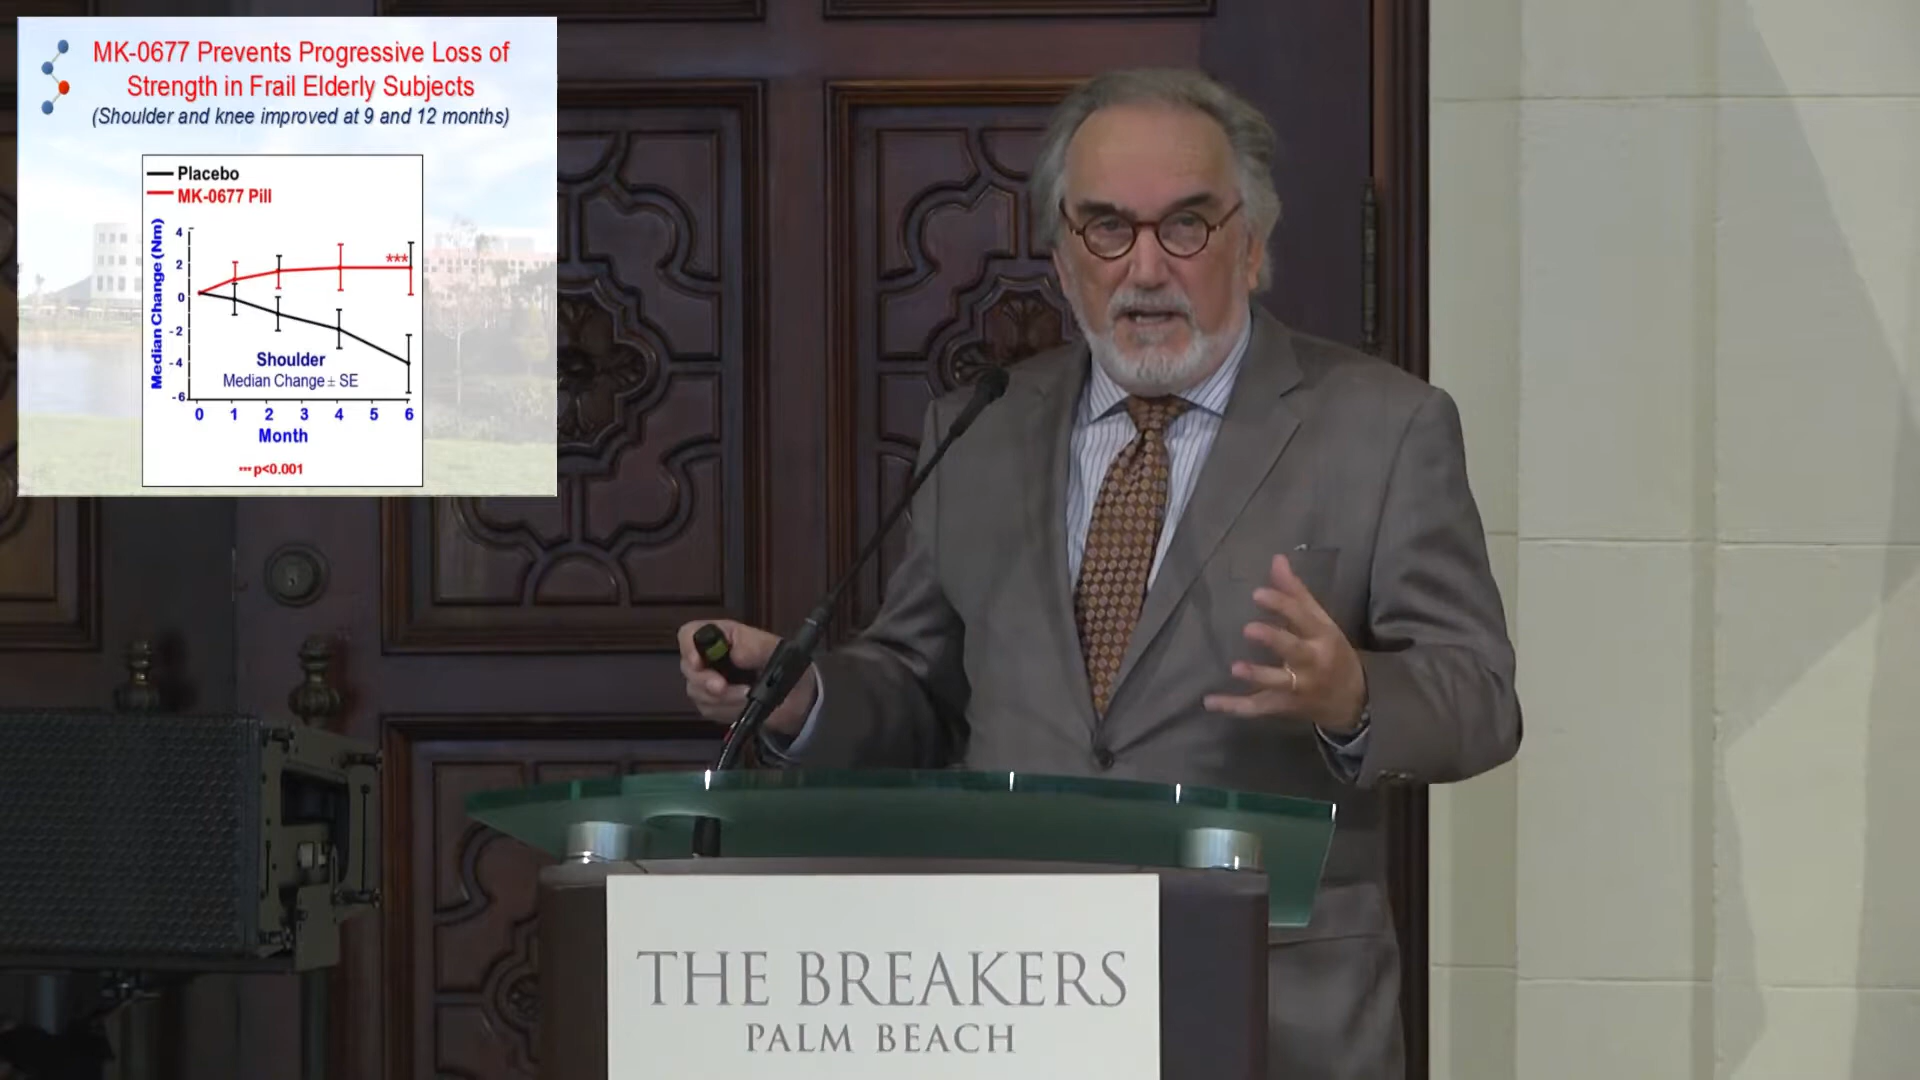 MK-0677 Prevents Progressive Loss of
Strength in Frail Elderly Subjects
(Shoulder and knee improved at 9 and 12 months)
Placebo
MK-0677 Pill
Median Change (Nm)
4
2
0
-2
-4
-6
***
Shoulder
Median Change ± SE
0 1 2 3 4 5 6
Month
*** p<0.001
THE BREAKERS
PALM BEACH